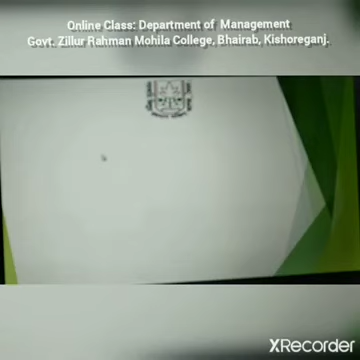 Online Class: Department of Management
Govt. Zillur Rahman Mohila College, Bhairab, Kishoreganj.
XRecorder